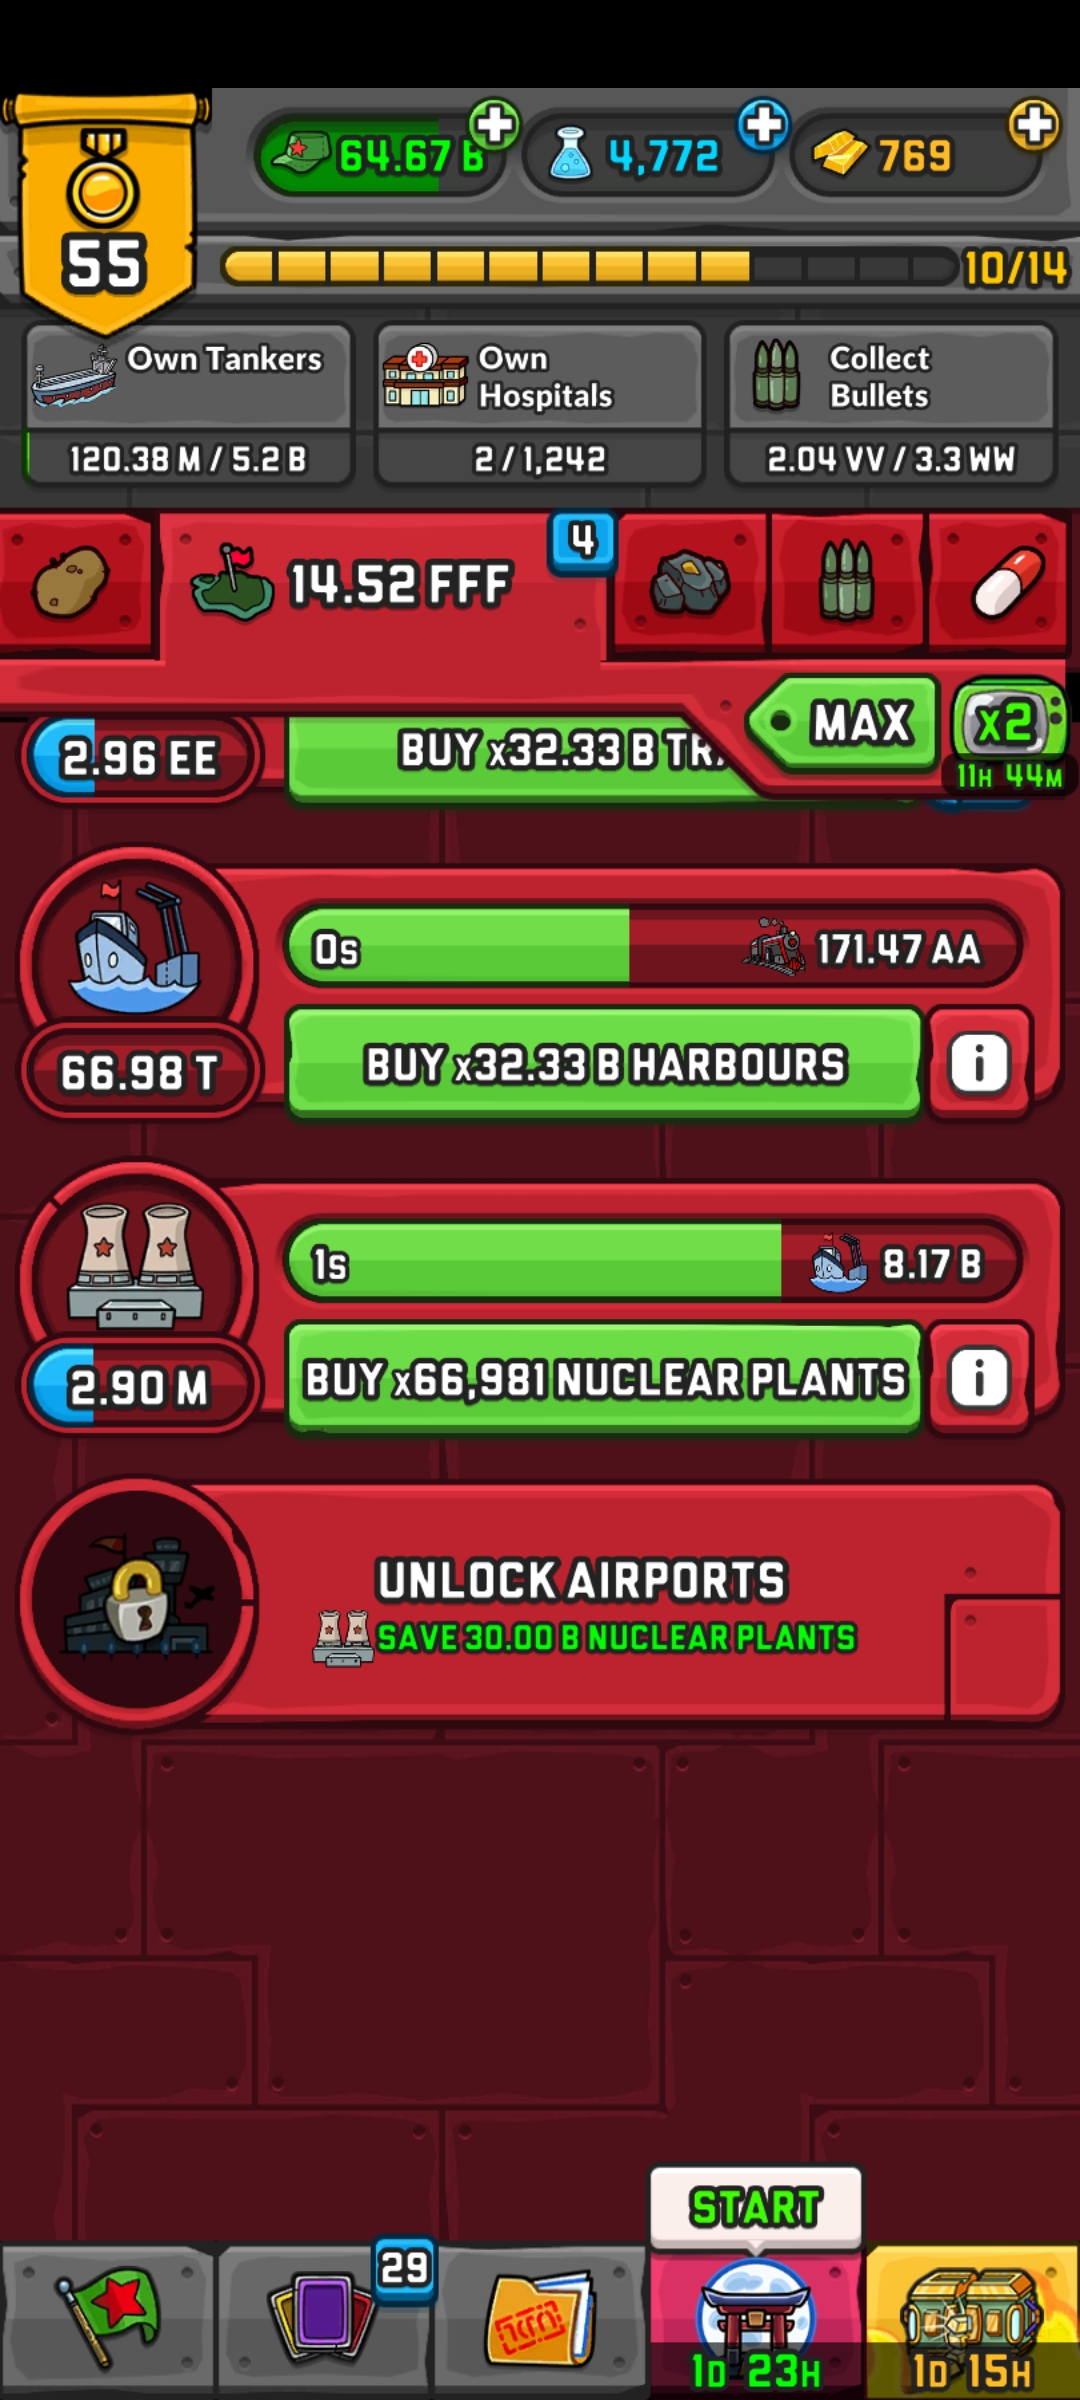 64.67 B
4,772
769
55
10/14
Own Tankers
120.38 M / 5.2 B
Own
Hospitals
2 / 1,242
Collect
Bullets
2.04 VV / 3.3 WW
14.52 FFF
4
MAX
x2
11H 44M
2.96 EE
BUY x32.33 B
0s
171.47 AA
66.98 T
BUY x32.33 B HARBOURS
i
1s
8.17 B
2.90 M
BUY x66,981 NUCLEAR PLANTS
i
UNLOCK AIRPORTS
SAVE 30.00 B NUCLEAR PLANTS
START
29
1D 23H
1D 15H